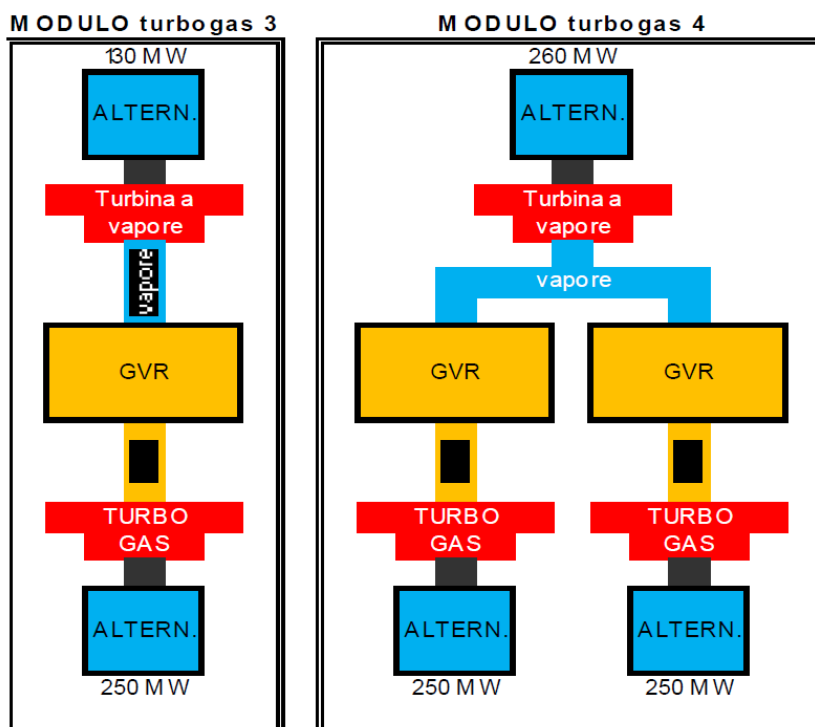 MODULO turbogas 3
130 MW
ALTERN.
Turbina a
vapore
vapore
GVR
TURBO
GAS
ALTERN.
250 MW
MODULO turbogas 4
260 MW
ALTERN.
Turbina a
vapore
vapore
GVR
GVR
TURBO
GAS
TURBO
GAS
ALTERN.
ALTERN.
250 MW
250 MW